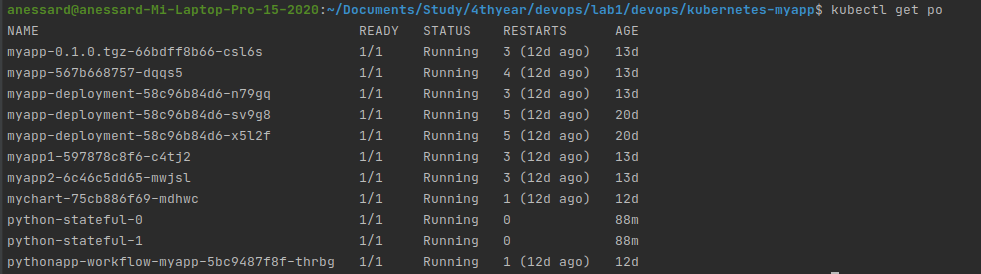 anessard@anessard-Mi-Laptop-Pro-15-2020:~/Documents/Study/4thyear/devops/lab1/devops/kubernetes-myapp$ kubectl get po
NAME READY STATUS RESTARTS AGE
myapp-0.1.0.tgz-66bdff8b66-csl6s 1/1 Running 3 (12d ago) 13d
myapp-567b668757-dqqs5 1/1 Running 4 (12d ago) 13d
myapp-deployment-58c96b84d6-n79gq 1/1 Running 3 (12d ago) 13d
myapp-deployment-58c96b84d6-sv9g8 1/1 Running 5 (12d ago) 20d
myapp-deployment-58c96b84d6-x5l2f 1/1 Running 5 (12d ago) 20d
myapp1-597878c8f6-c4tj2 1/1 Running 3 (12d ago) 13d
myapp2-6c46c5dd65-mwjsl 1/1 Running 3 (12d ago) 13d
mychart-75cb886f69-mdhwc 1/1 Running 1 (12d ago) 12d
python-stateful-0 1/1 Running 0 88m
python-stateful-1 1/1 Running 0 88m
pythonapp-workflow-myapp-5bc9487f8f-thrbg 1/1 Running 1 (12d ago) 12d